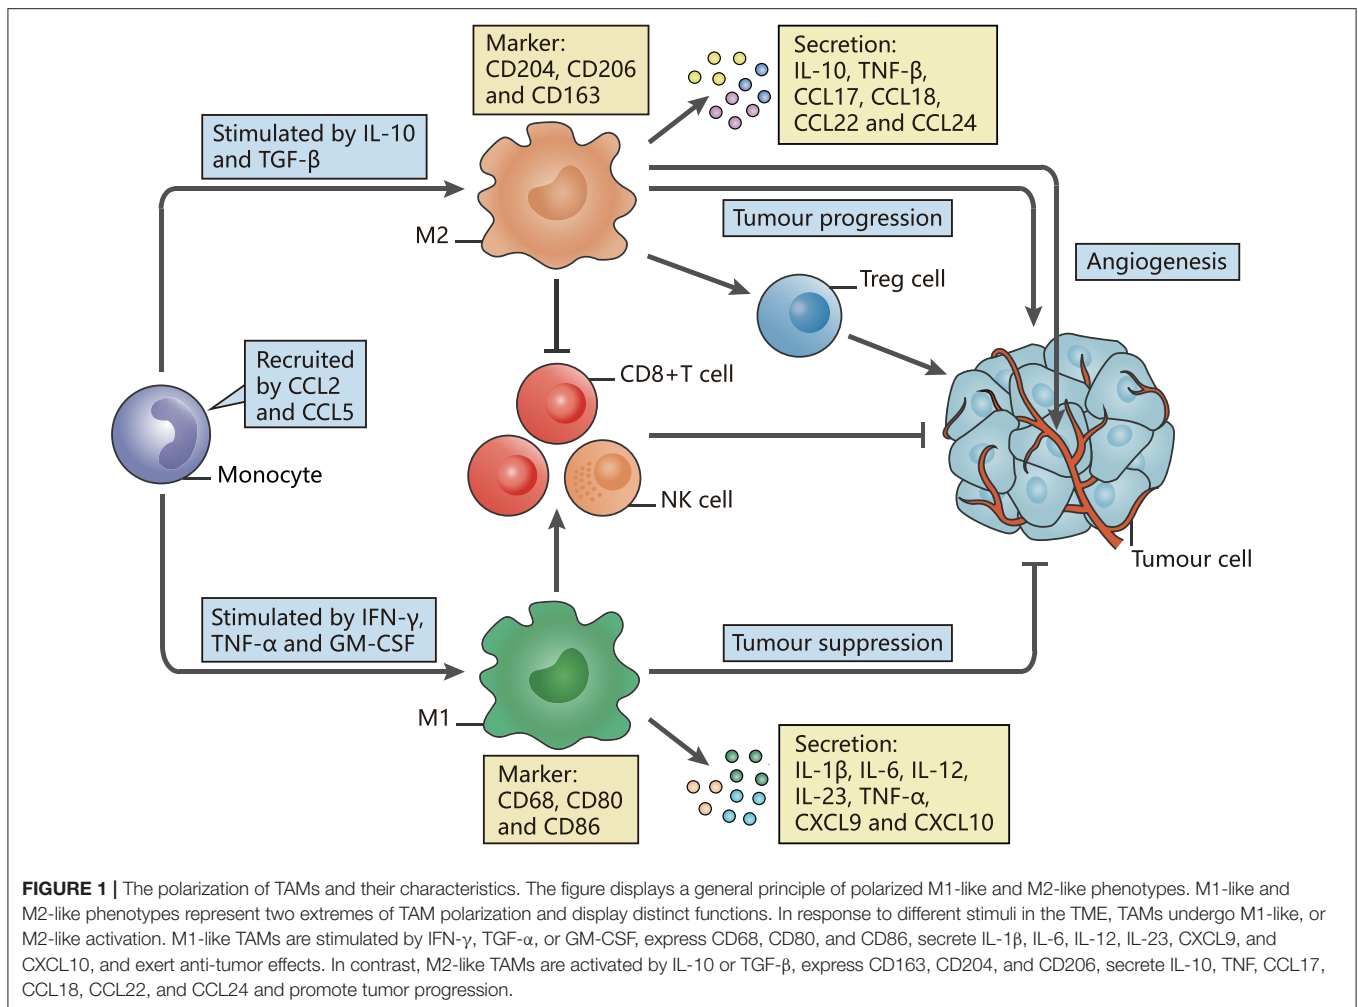 Marker:
CD204, CD206
and CD163
Secretion:
IL-10, TNF-β,
CCL17, CCL18,
CCL22 and CCL24
Stimulated by IL-10
and TGF-β
M2
Tumour progression
Angiogenesis
Treg cell
Recruited
by CCL2
and CCL5
CD8+T cell
Monocyte
NK cell
Tumour cell
Stimulated by IFN-γ,
TNF-α and GM-CSF
Tumour suppression
M1
Marker:
CD68, CD80
and CD86
Secretion:
IL-1β, IL-6, IL-12,
IL-23, TNF-α,
CXCL9 and CXCL10
FIGURE 1 | The polarization of TAMs and their characteristics. The figure displays a general principle of polarized M1-like and M2-like phenotypes. M1-like and
M2-like phenotypes represent two extremes of TAM polarization and display distinct functions. In response to different stimuli in the TME, TAMs undergo M1-like, or
M2-like activation. M1-like TAMs are stimulated by IFN-γ, TGF-α, or GM-CSF, express CD68, CD80, and CD86, secrete IL-1β, IL-6, IL-12, IL-23, CXCL9, and
CXCL10, and exert anti-tumor effects. In contrast, M2-like TAMs are activated by IL-10 or TGF-β, express CD163, CD204, and CD206, secrete IL-10, TNF, CCL17,
CCL18, CCL22, and CCL24 and promote tumor progression.